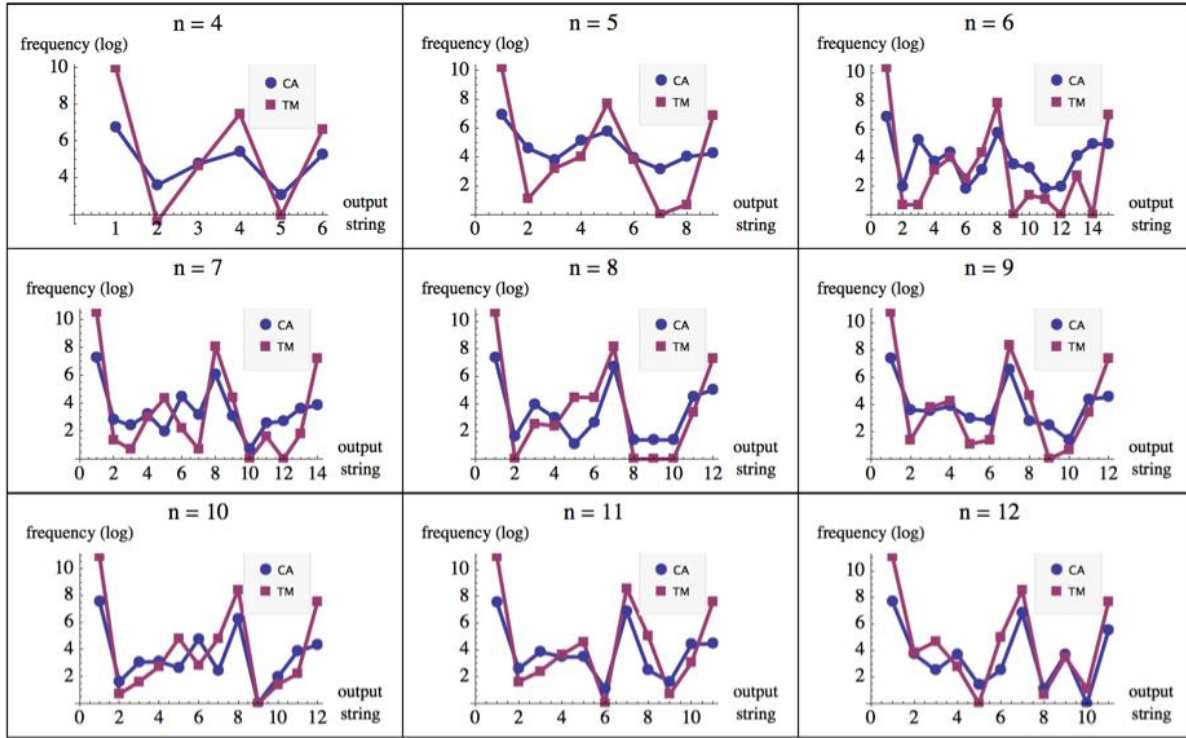 n = 4
frequency (log)
10
CA
8
TM
6
4
output
1 2 3 4 5 6 string
n = 5
frequency (log)
10
CA
8
TM
6
4
2
output
0 2 4 6 8 string
n = 6
frequency (log)
10
CA
8
TM
6
4
2
output
0 2 4 6 8 10 12 14 string
n = 7
frequency (log)
10
CA
8
TM
6
4
2
output
0 2 4 6 8 10 12 14 string
n = 8
frequency (log)
10
CA
8
TM
6
4
2
output
0 2 4 6 8 10 12 string
n = 9
frequency (log)
10
CA
8
TM
6
4
2
output
0 2 4 6 8 10 12 string
n = 10
frequency (log)
10
CA
8
TM
6
4
2
output
0 2 4 6 8 10 12 string
n = 11
frequency (log)
10
CA
8
TM
6
4
2
output
0 2 4 6 8 10 string
n = 12
frequency (log)
10
CA
8
TM
6
4
2
output
0 2 4 6 8 10 string